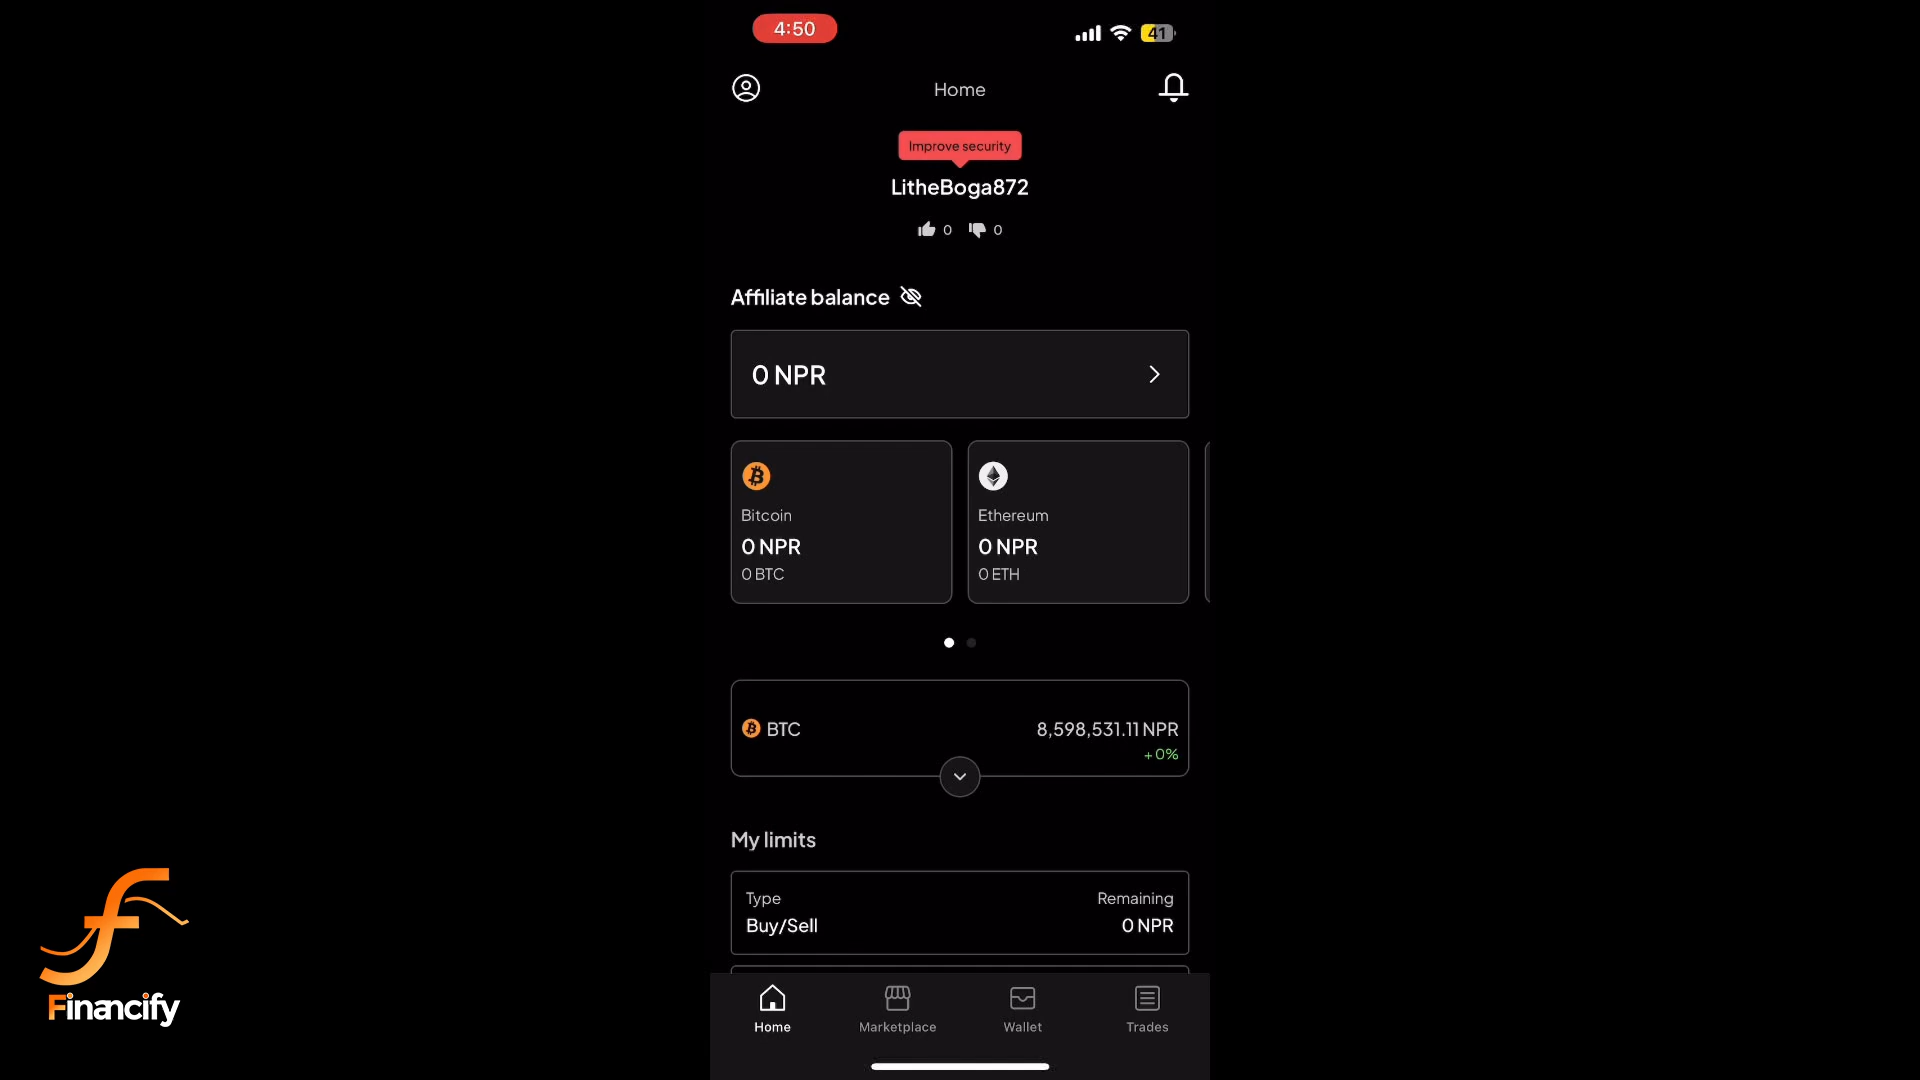 4:50
41
Home
Improve security
LitheBoga872
0 0
Affiliate balance
0 NPR
Bitcoin
0 NPR
0 BTC
Ethereum
0 NPR
0 ETH
BTC 8,598,531.11 NPR
+0%
My limits
Type Remaining
Buy/Sell 0 NPR
Home Marketplace Wallet Trades
Financify